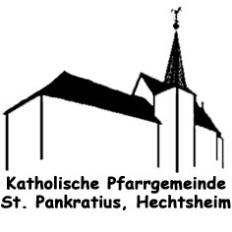 Katholische Pfarrgemeinde
St. Pankratius, Hechtsheim